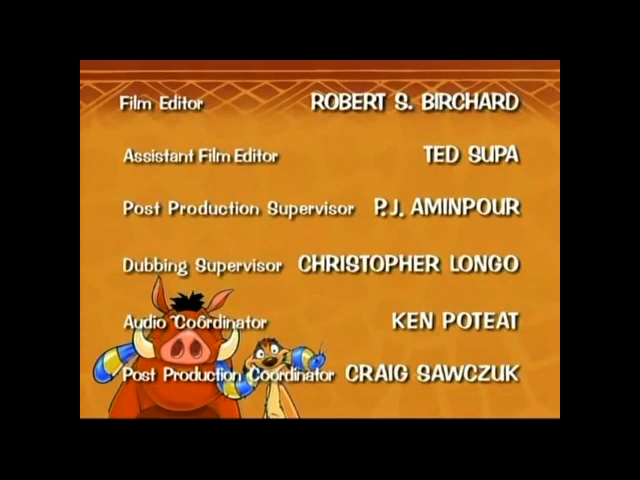 Film Editor ROBERT S. BIRCHARD
Assistant Film Editor TED SUPA
Post Production Supervisor P.J. AMINPOUR
Dubbing Supervisor CHRISTOPHER LONGO
Audio Coordinator KEN POTEAT
Post Production Coordinator CRAIG SAWCZUK